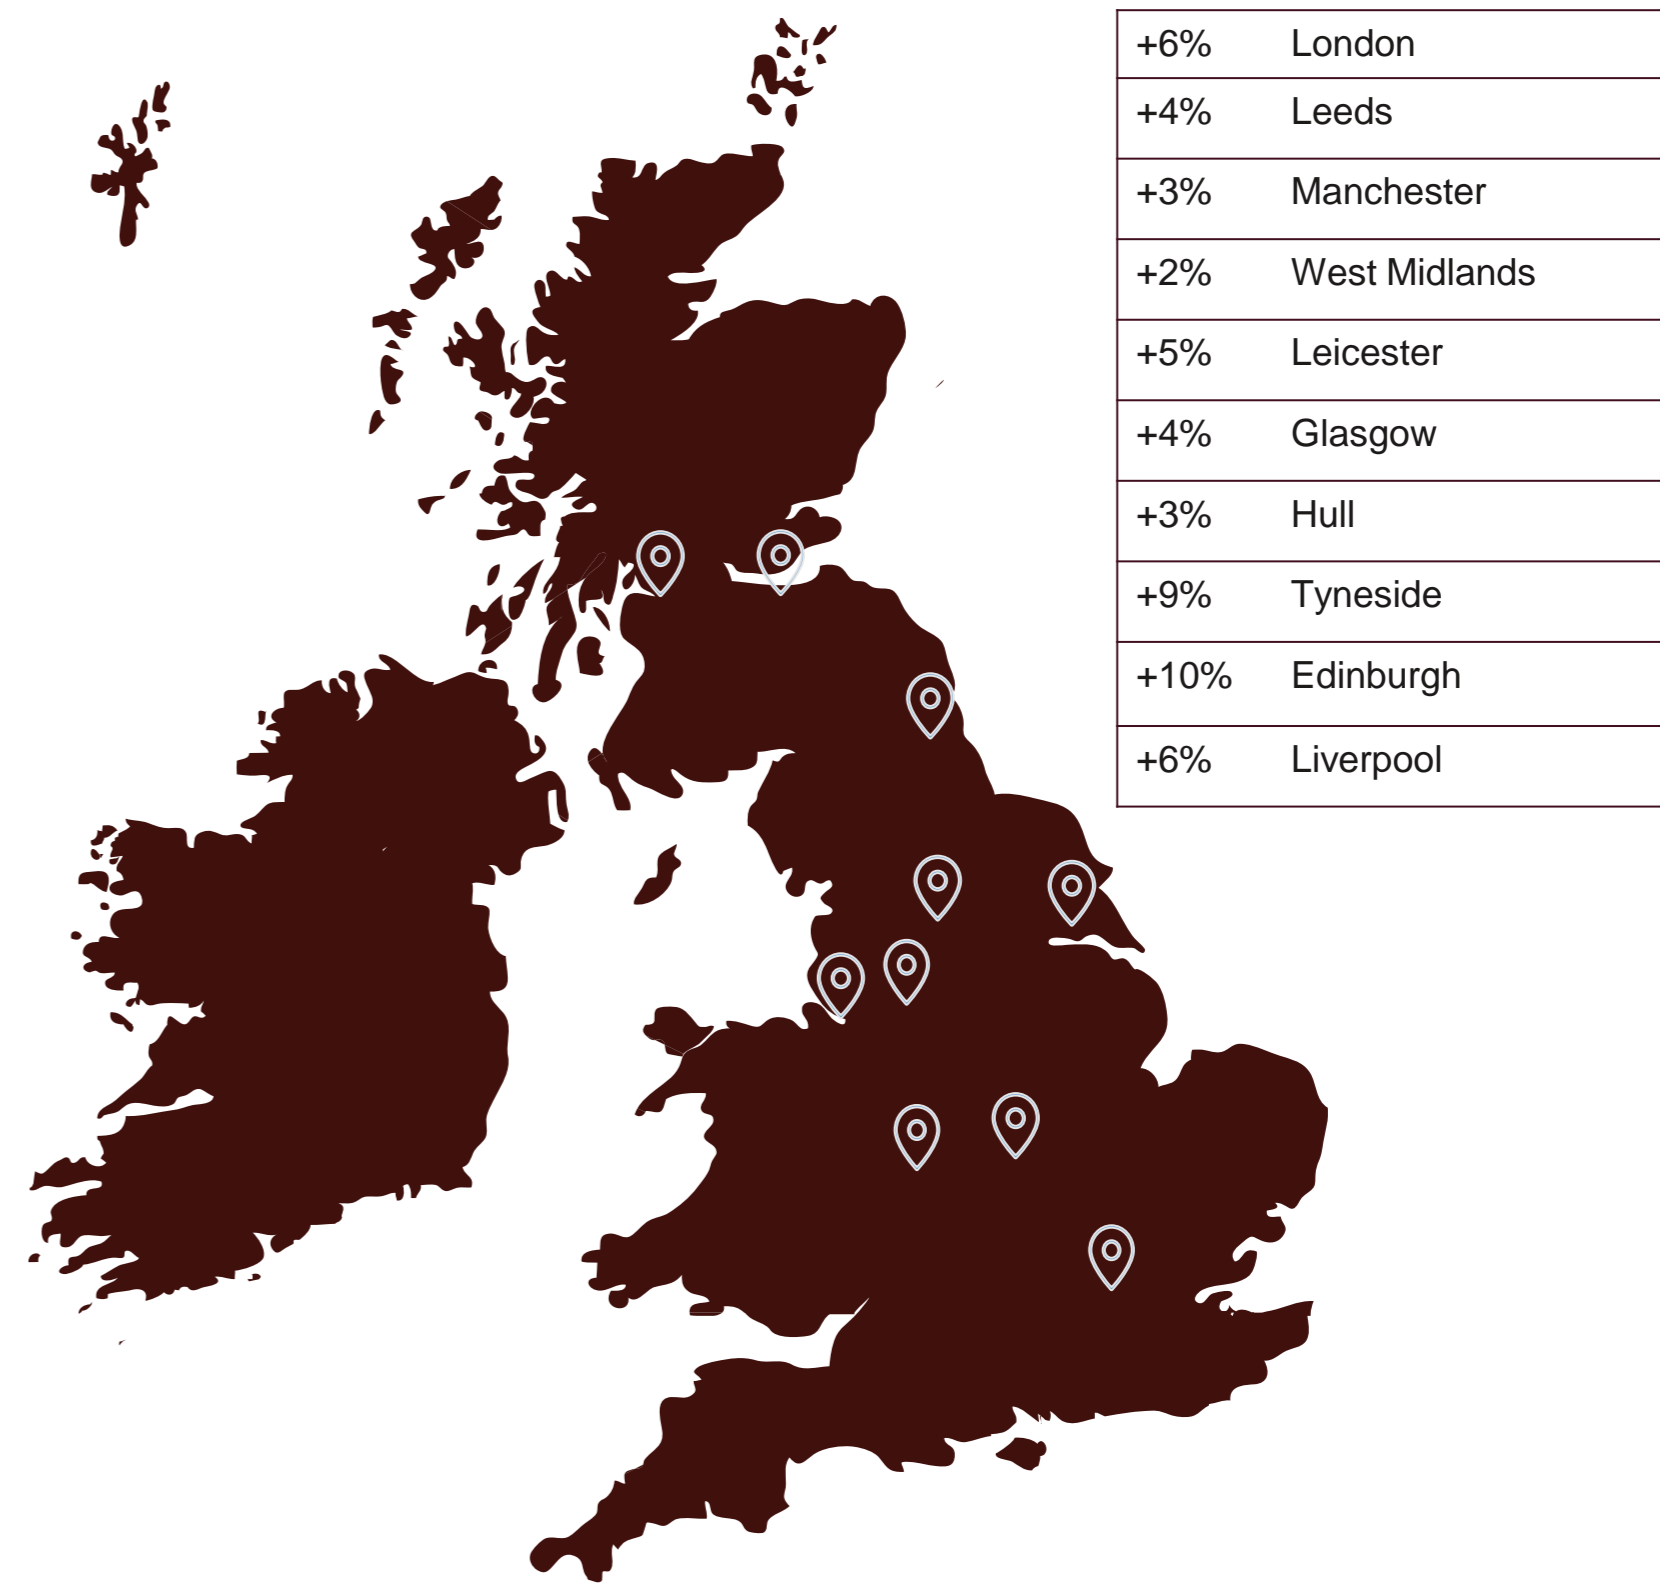 +6% London
+4% Leeds
+3% Manchester
+2% West Midlands
+5% Leicester
+4% Glasgow
+3% Hull
+9% Tyneside
+10% Edinburgh
+6% Liverpool